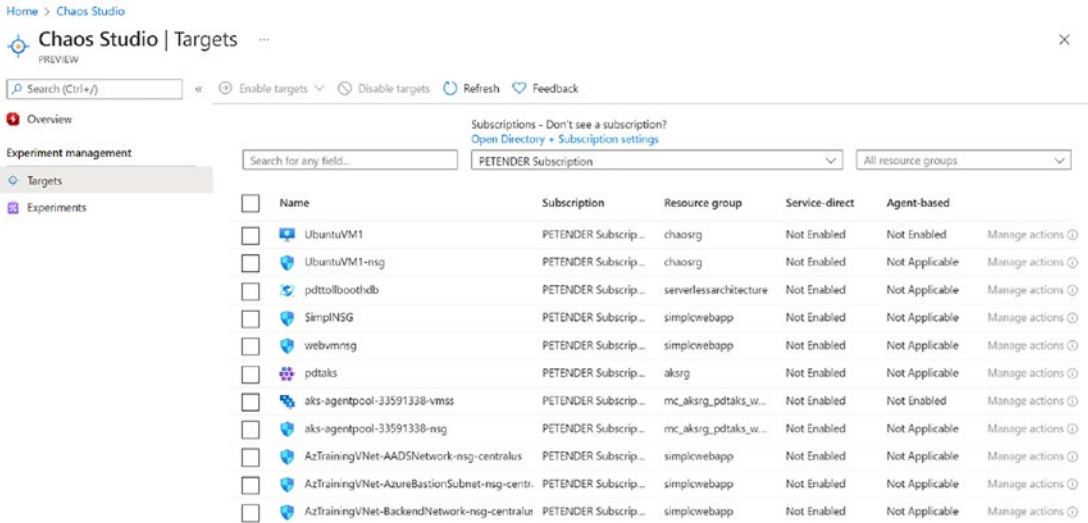 Home > Chaos Studio
Chaos Studio | Targets ...
PREVIEW
Search (Ctrl+/) « Enable targets Disable targets Refresh Feedback
Overview
Subscriptions - Don't see a subscription?
Open Directory + Subscription settings
Experiment management
Search for any field... PETENDER Subscription All resource groups
Targets
Experiments
Name Subscription Resource group Service-direct Agent-based
UbuntuVM1 PETENDER Subscrip... chaosrg Not Enabled Not Enabled Manage actions
UbuntuVM1-nsg PETENDER Subscrip... chaosrg Not Enabled Not Applicable Manage actions
pdttollboothdb PETENDER Subscrip... serverlessarchitecture Not Enabled Not Applicable Manage actions
SimplNSG PETENDER Subscrip... simplcwebapp Not Enabled Not Applicable Manage actions
webvmnsg PETENDER Subscrip... simplcwebapp Not Enabled Not Applicable Manage actions
pdtaks PETENDER Subscrip... aksrg Not Enabled Not Applicable Manage actions
aks-agentpool-33591338-vmss PETENDER Subscrip... mc_aksrg_pdtaks_w... Not Enabled Not Enabled Manage actions
aks-agentpool-33591338-nsg PETENDER Subscrip... mc_aksrg_pdtaks_w... Not Enabled Not Applicable Manage actions
AzTrainingVNet-AADSNetwork-nsg-centralus PETENDER Subscrip... simplcwebapp Not Enabled Not Applicable Manage actions
AzTrainingVNet-AzureBastionSubnet-nsg-centr. PETENDER Subscrip... simplcwebapp Not Enabled Not Applicable Manage actions
AzTrainingVNet-BackendNetwork-nsg-centralus PETENDER Subscrip... simplcwebapp Not Enabled Not Applicable Manage actions